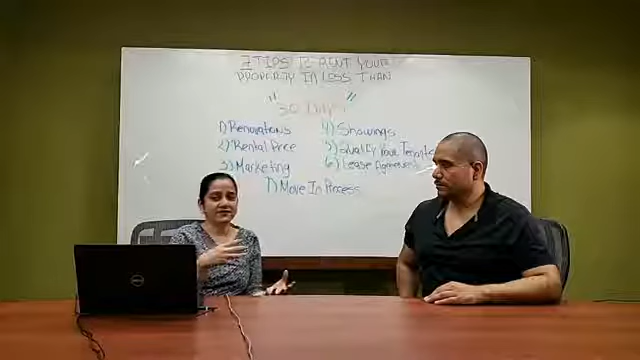 7 TIPS TO RENT YOUR
PROPERTY IN LESS THAN
"30 DAYS"
1) Renovations
2) Rental Price
3) Marketing
4) Showings
5) Qualify Your Tenants
6) Lease Agreement
7) Move In Process
DELL